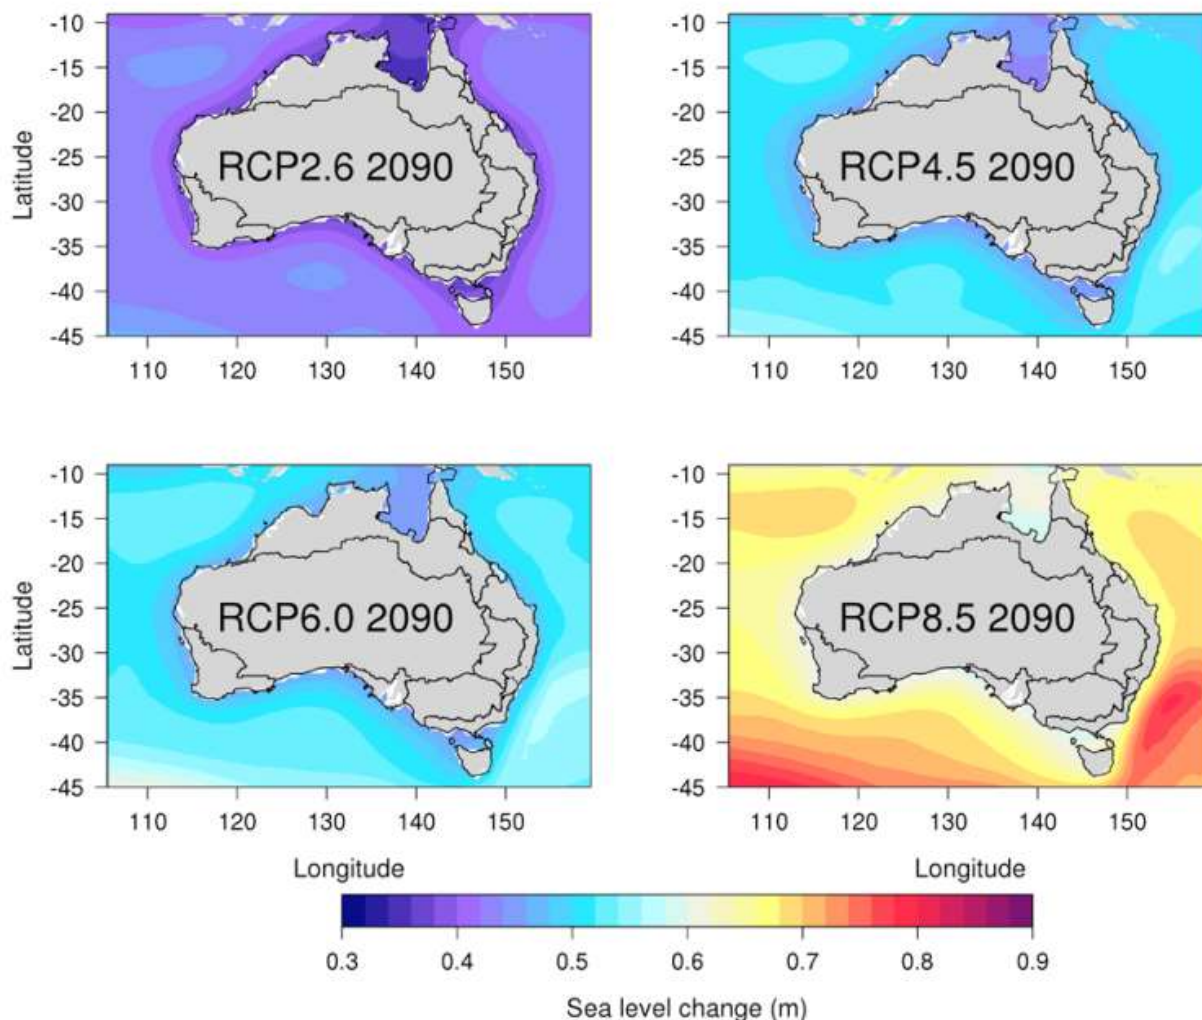 -10
-15
-20
-25
-30
-35
-40
-45
Latitude
RCP2.6 2090
110 120 130 140 150
-10
-15
-20
-25
-30
-35
-40
-45
RCP4.5 2090
110 120 130 140 150
-10
-15
-20
-25
-30
-35
-40
-45
Latitude
RCP6.0 2090
110 120 130 140 150
Longitude
-10
-15
-20
-25
-30
-35
-40
-45
RCP8.5 2090
110 120 130 140 150
Longitude
0.3 0.4 0.5 0.6 0.7 0.8 0.9
Sea level change (m)